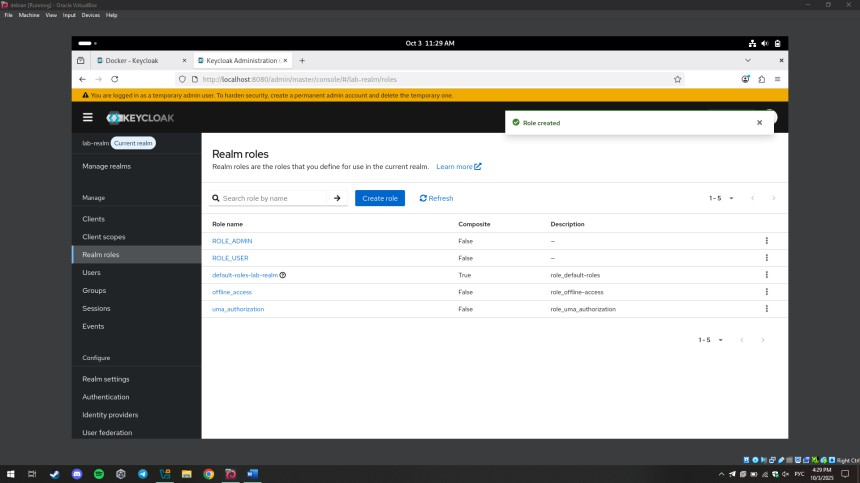 debian [Running] - Oracle VirtualBox
File Machine View Input Devices Help
Oct 3 11:29 AM
Docker - Keycloak
Keycloak Administration
http://localhost:8080/admin/master/console/#/lab-realm/roles
You are logged in as a temporary admin user. To harden security, create a permanent admin account and delete the temporary one.
KEYCLOAK
Role created
lab-realm Current realm
Manage realms
Manage
Clients
Client scopes
Realm roles
Users
Groups
Sessions
Events
Configure
Realm settings
Authentication
Identity providers
User federation
Realm roles
Realm roles are the roles that you define for use in the current realm. Learn more
Search role by name
Create role
Refresh
1 - 5
Role name Composite Description
ROLE_ADMIN False –
ROLE_USER False –
default-roles-lab-realm True role_default-roles
offline_access False role_offline-access
uma_authorization False role_uma_authorization
1 - 5
Right Ctrl
РУС
4:29 PM
10/3/2025